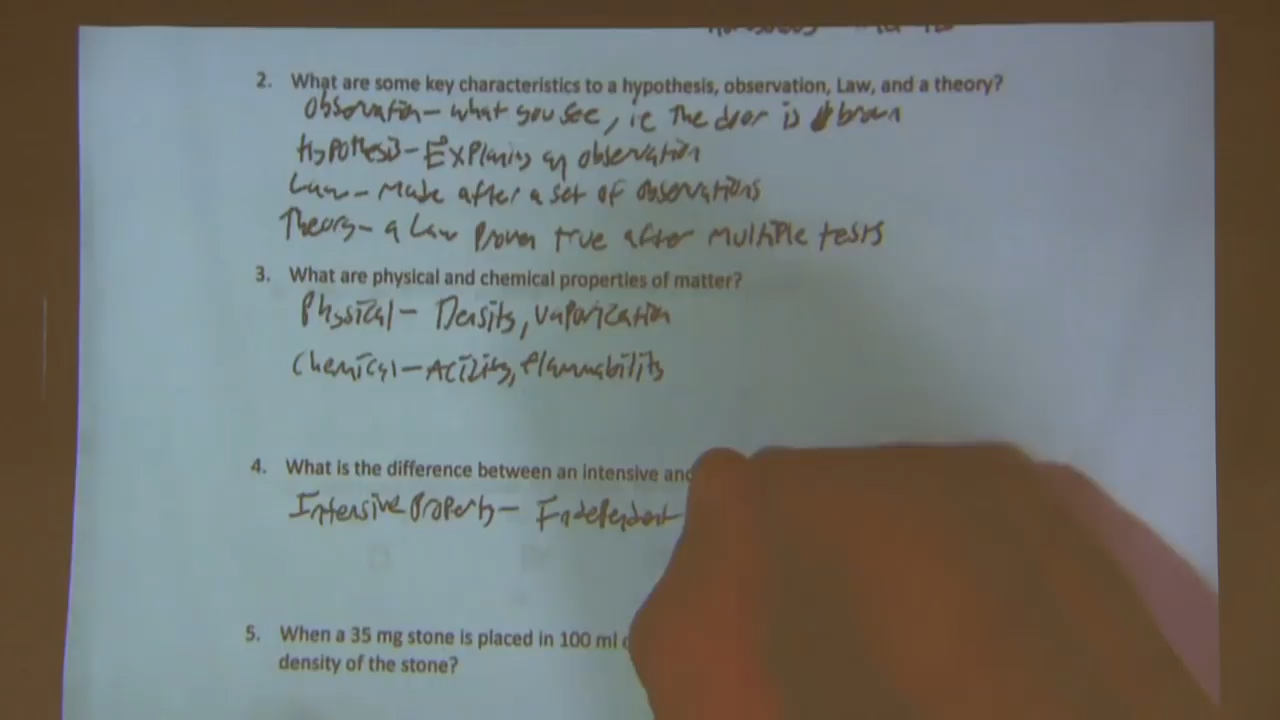 2. What are some key characteristics to a hypothesis, observation, Law, and a theory?
Observation - What you see, ie The door is brown
Hypothesis - Explaining an observation
Law - Made after a set of observations
Theory - a Law Proven True after multiple tests
3. What are physical and chemical properties of matter?
Physical - Density, vaporization
Chemical - Acidity, flammability
4. What is the difference between an intensive and
Intensive Property - Independent
5. When a 35 mg stone is placed in 100 ml
density of the stone?